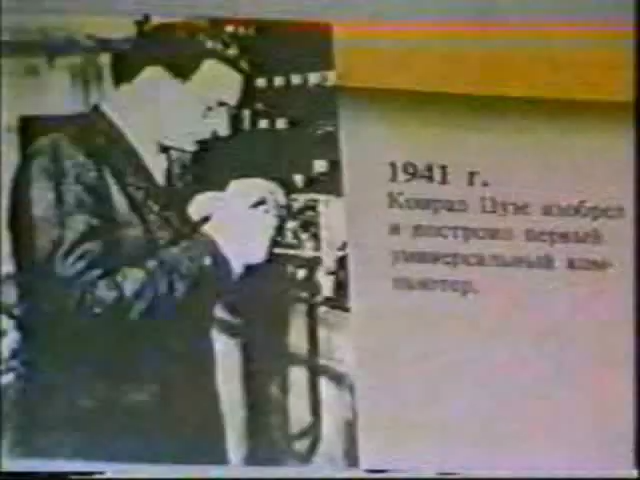 1941 г.
Конрад Цузе изобрел
и построил первый
универсальный ком-
пьютер.